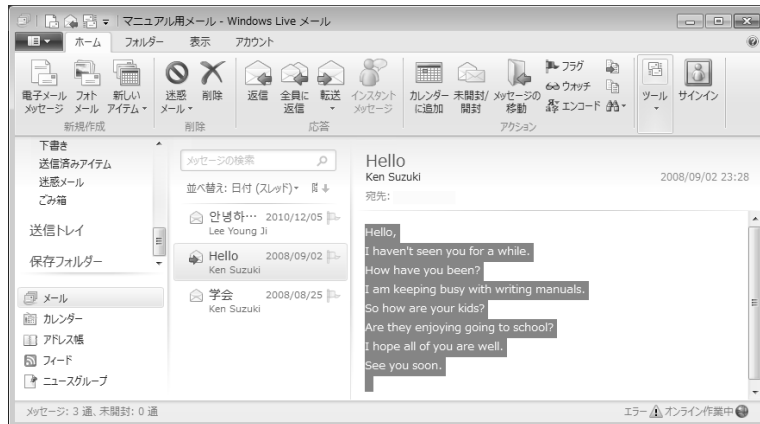 マニュアル用メール - Windows Live メール
ホーム フォルダー 表示 アカウント
電子メール メッセージ
フォト メール
新しい アイテム
新規作成
迷惑 メール
削除
削除
返信
全員に 返信
転送
インスタント メッセージ
応答
カレンダー に追加
未開封/ 開封
メッセージの 移動
フラグ
ウォッチ
エンコード
アクション
ツール
サインイン
下書き
送信済みアイテム
迷惑メール
ごみ箱
送信トレイ
保存フォルダー
メール
カレンダー
アドレス帳
フィード
ニュースグループ
メッセージの検索
並べ替え: 日付 (スレッド)
안녕하… 2010/12/05
Lee Young Ji
Hello 2008/09/02
Ken Suzuki
学会 2008/08/25
Ken Suzuki
Hello
Ken Suzuki 2008/09/02 23:28
宛先:
Hello,
I haven't seen you for a while.
How have you been?
I am keeping busy with writing manuals.
So how are your kids?
Are they enjoying going to school?
I hope all of you are well.
See you soon.
メッセージ: 3 通、未開封: 0 通
エラー オンライン作業中